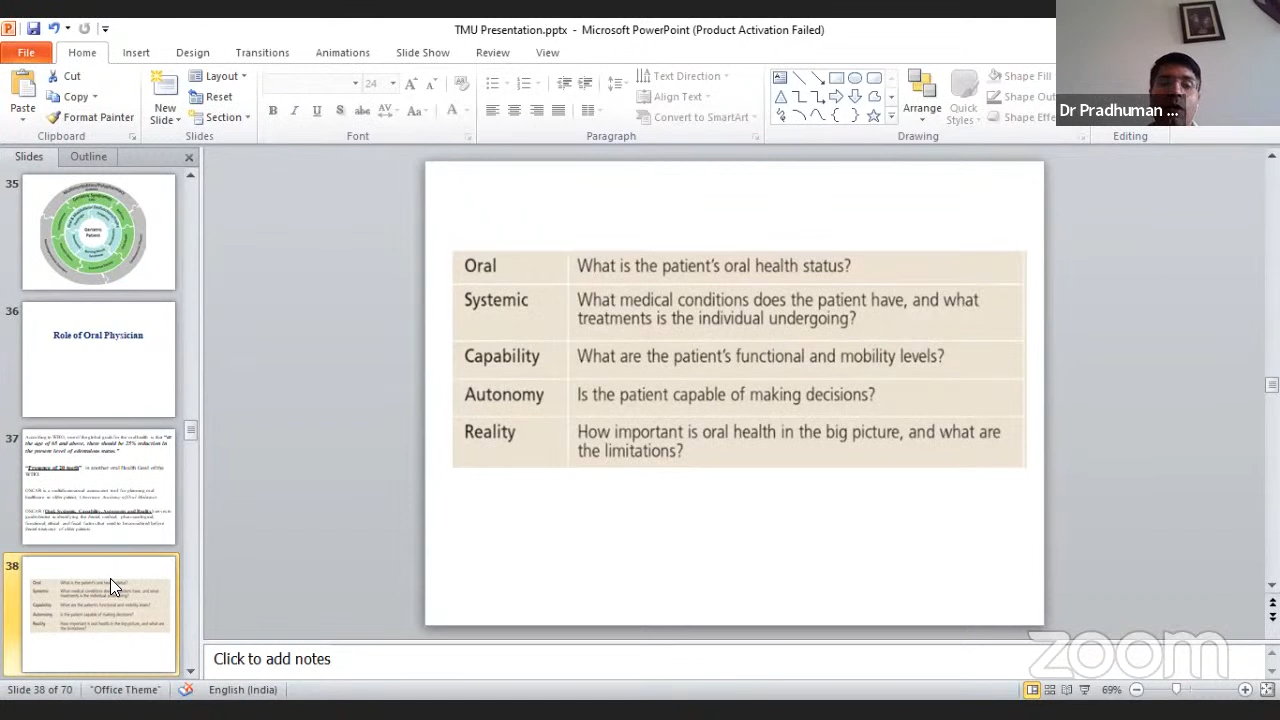 TMU Presentation.pptx - Microsoft PowerPoint (Product Activation Failed)
File Home Insert Design Transitions Animations Slide Show Review View
Paste
Cut
Copy
Format Painter
Clipboard
New
Slide
Layout
Reset
Section
Slides
24
Font
Text Direction
Align Text
Convert to SmartArt
Paragraph
Arrange
Quick
Styles
Shape Fill
Drawing
Editing
Dr Pradhuman ...
Slides Outline
35
Geriatric
Patient
36
Role of Oral Physician
37
38
Oral What is the patient's oral health status?
Systemic What medical conditions does the patient have, and what
treatments is the individual undergoing?
Capability What are the patient's functional and mobility levels?
Autonomy Is the patient capable of making decisions?
Reality How important is oral health in the big picture, and what are
the limitations?
Click to add notes
zoom
Slide 38 of 70 "Office Theme" English (India) 69%